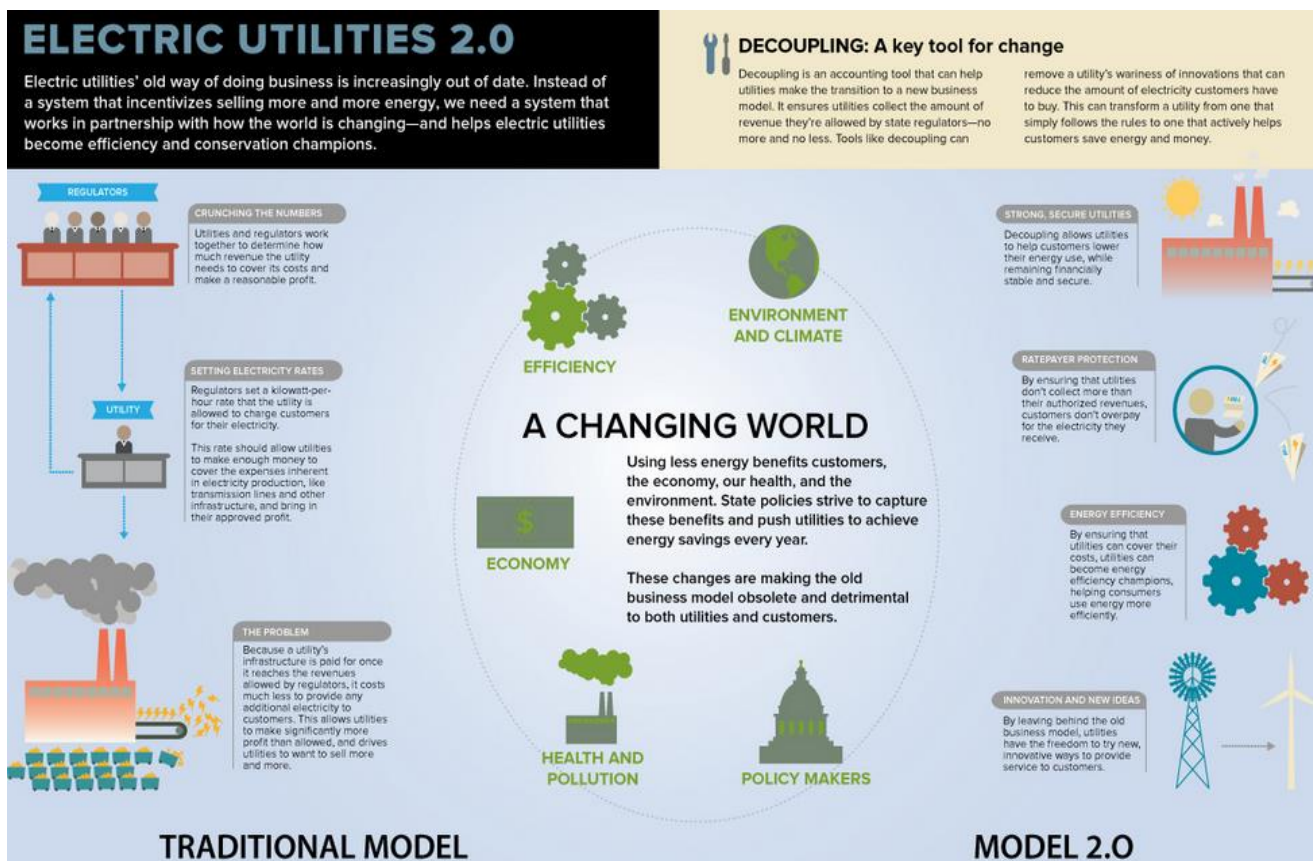 ELECTRIC UTILITIES 2.0
Electric utilities' old way of doing business is increasingly out of date. Instead of
a system that incentivizes selling more and more energy, we need a system that
works in partnership with how the world is changing—and helps electric utilities
become efficiency and conservation champions.
DECOUPLING: A key tool for change
Decoupling is an accounting tool that can help
utilities make the transition to a new business
model. It ensures utilities collect the amount of
revenue they're allowed by state regulators—no
more and no less. Tools like decoupling can
remove a utility's wariness of innovations that can
reduce the amount of electricity customers have
to buy. This can transform a utility from one that
simply follows the rules to one that actively helps
customers save energy and money.
REGULATORS
CRUNCHING THE NUMBERS
Utilities and regulators work
together to determine how
much revenue the utility
needs to cover its costs and
make a reasonable profit.
UTILITY
SETTING ELECTRICITY RATES
Regulators set a kilowatt-per-
hour rate that the utility is
allowed to charge customers
for their electricity.
This rate should allow utilities
to make enough money to
cover the expenses inherent
in electricity production, like
transmission lines and other
infrastructure, and bring in
their approved profit.
THE PROBLEM
Because a utility's
infrastructure is paid for once
it reaches the revenues
allowed by regulators, it costs
much less to provide any
additional electricity to
customers. This allows utilities
to make significantly more
profit than allowed, and drives
utilities to want to sell more
and more.
TRADITIONAL MODEL
EFFICIENCY
ENVIRONMENT
AND CLIMATE
A CHANGING WORLD
Using less energy benefits customers,
the economy, our health, and the
environment. State policies strive to capture
these benefits and push utilities to achieve
energy savings every year.
These changes are making the old
business model obsolete and detrimental
to both utilities and customers.
$
ECONOMY
HEALTH AND
POLLUTION
POLICY MAKERS
STRONG, SECURE UTILITIES
Decoupling allows utilities
to help customers lower
their energy use, while
remaining financially
stable and secure.
RATEPAYER PROTECTION
By ensuring that utilities
don't collect more than
their authorized revenues,
customers don't overpay
for the electricity they
receive.
ENERGY EFFICIENCY
By ensuring that
utilities can cover their
costs, utilities can
become energy
efficiency champions,
helping consumers
use energy more
efficiently.
INNOVATION AND NEW IDEAS
By leaving behind the old
business model, utilities
have the freedom to try new,
innovative ways to provide
service to customers.
MODEL 2.O